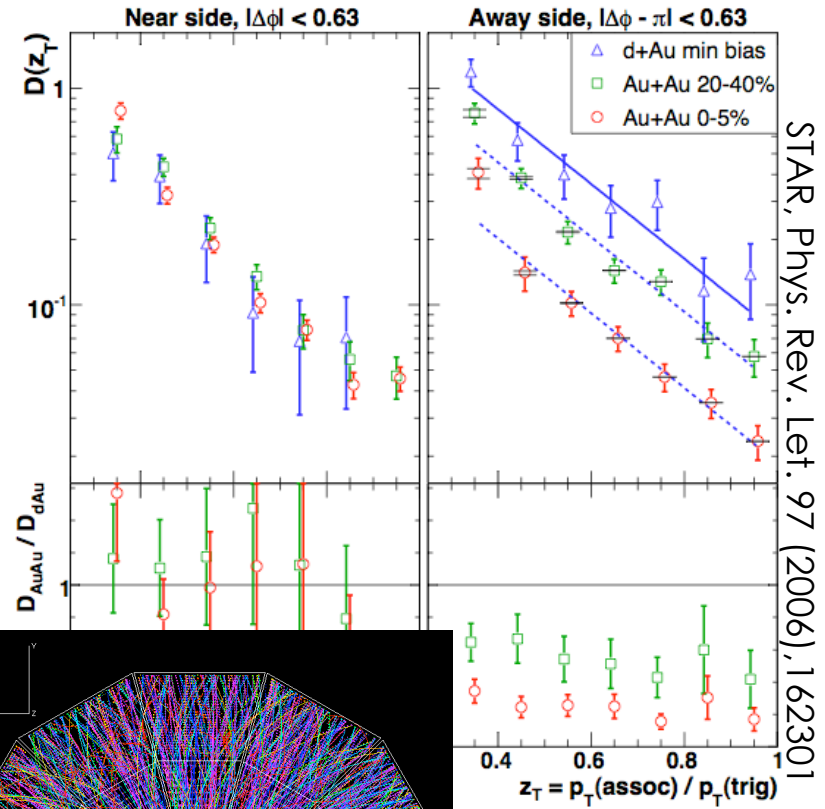 Near side, |Δϕ| < 0.63
Away side, |Δϕ - π| < 0.63
D(z_T)
1
10^-1
d+Au min bias
Au+Au 20-40%
Au+Au 0-5%
D_AuAu / D_dAu
1
0.4 0.6 0.8 1
z_T = p_T(assoc) / p_T(trig)
STAR, Phys. Rev. Let. 97 (2006), 162301
Y
Z